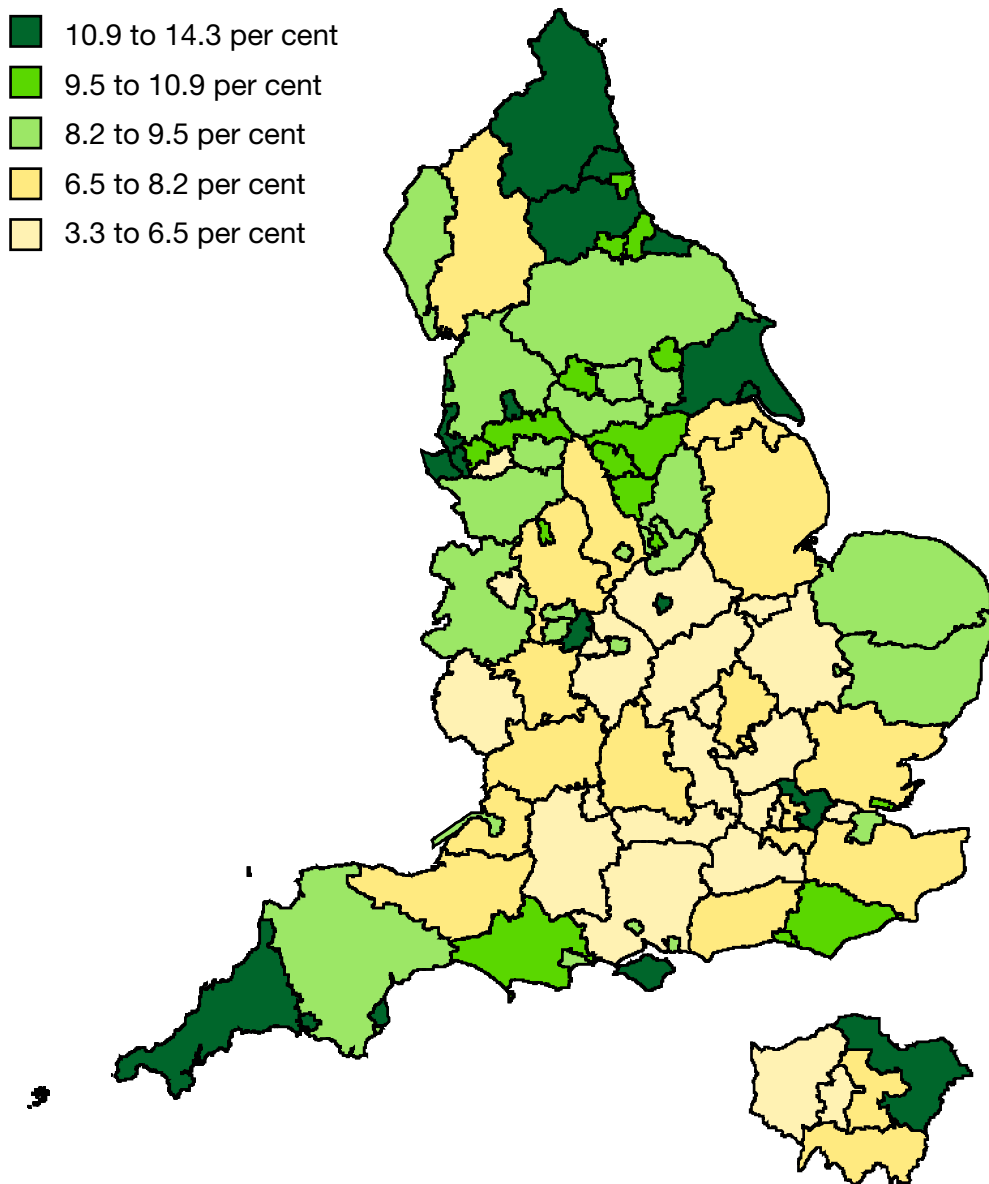 10.9 to 14.3 per cent
9.5 to 10.9 per cent
8.2 to 9.5 per cent
6.5 to 8.2 per cent
3.3 to 6.5 per cent